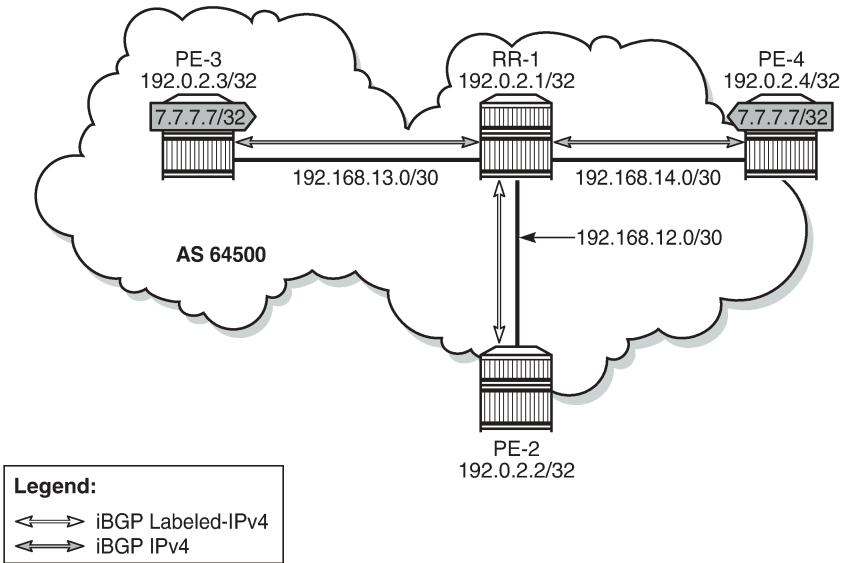 PE-3
192.0.2.3/32
RR-1
192.0.2.1/32
PE-4
192.0.2.4/32
7.7.7.7/32
7.7.7.7/32
192.168.13.0/30
192.168.14.0/30
192.168.12.0/30
AS 64500
PE-2
192.0.2.2/32
Legend:
iBGP Labeled-IPv4
iBGP IPv4